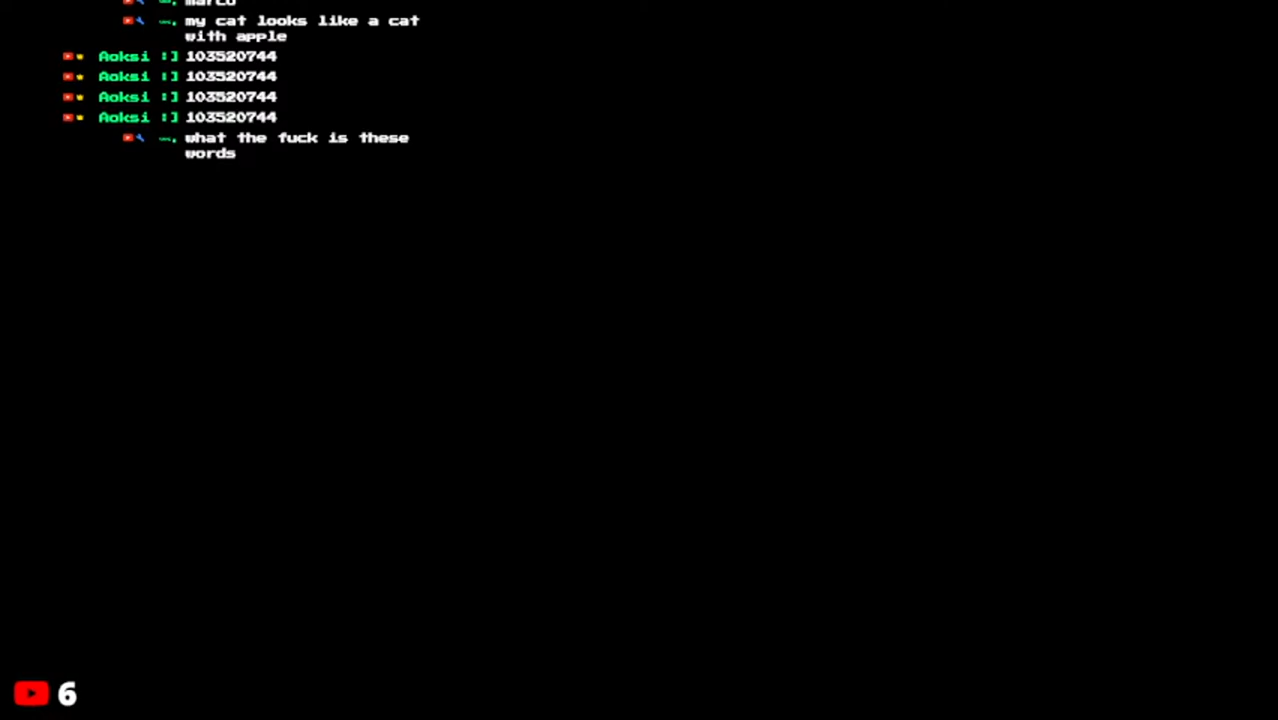 marco
my cat looks like a cat
with apple
Aoksi :] 103520744
Aoksi :] 103520744
Aoksi :] 103520744
Aoksi :] 103520744
what the fuck is these
words
6